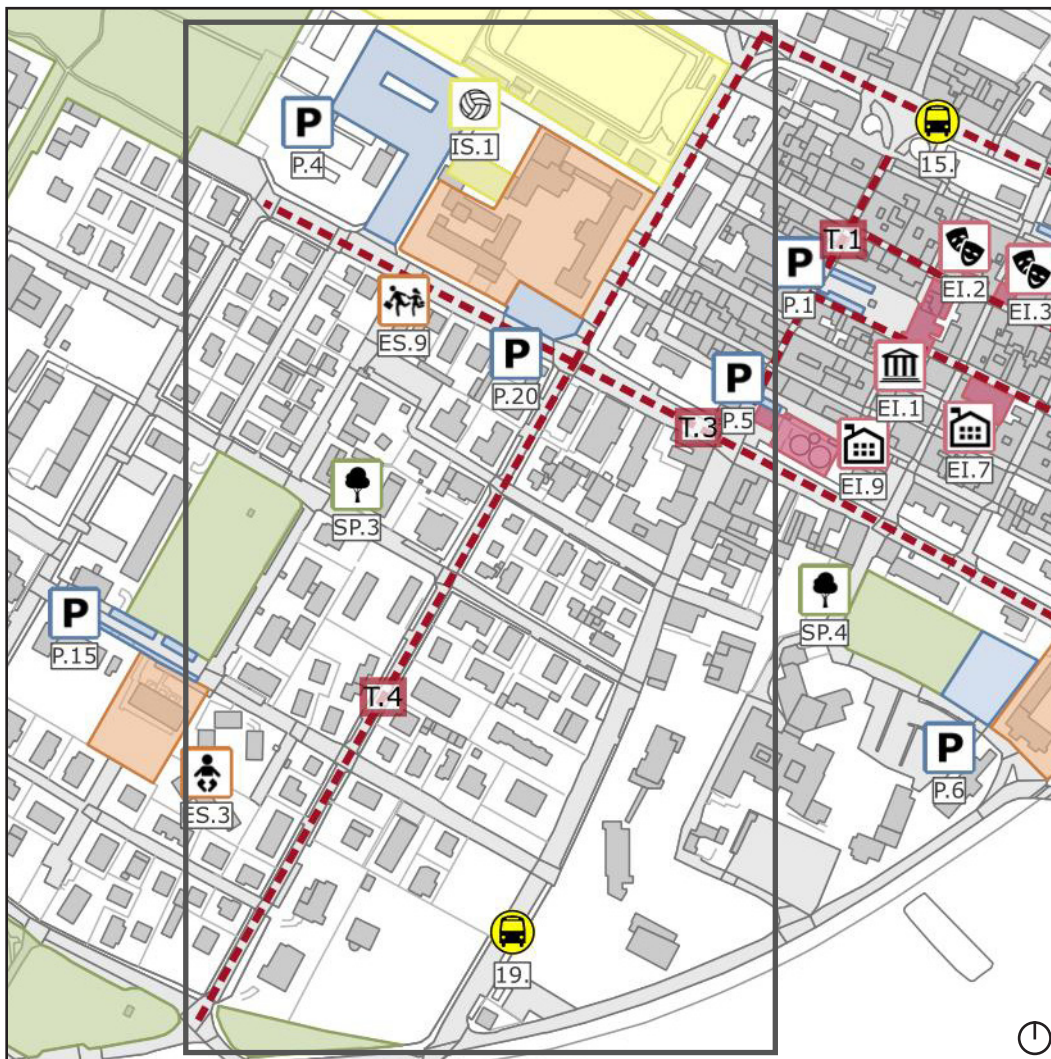 P
P.4
IS.1
15.
T.1
P
P.1
EI.2
EI.3
ES.9
P
P.20
P
P.5
T.3
EI.1
EI.7
EI.9
SP.3
P
P.15
SP.4
T.4
P
P.6
ES.3
19.